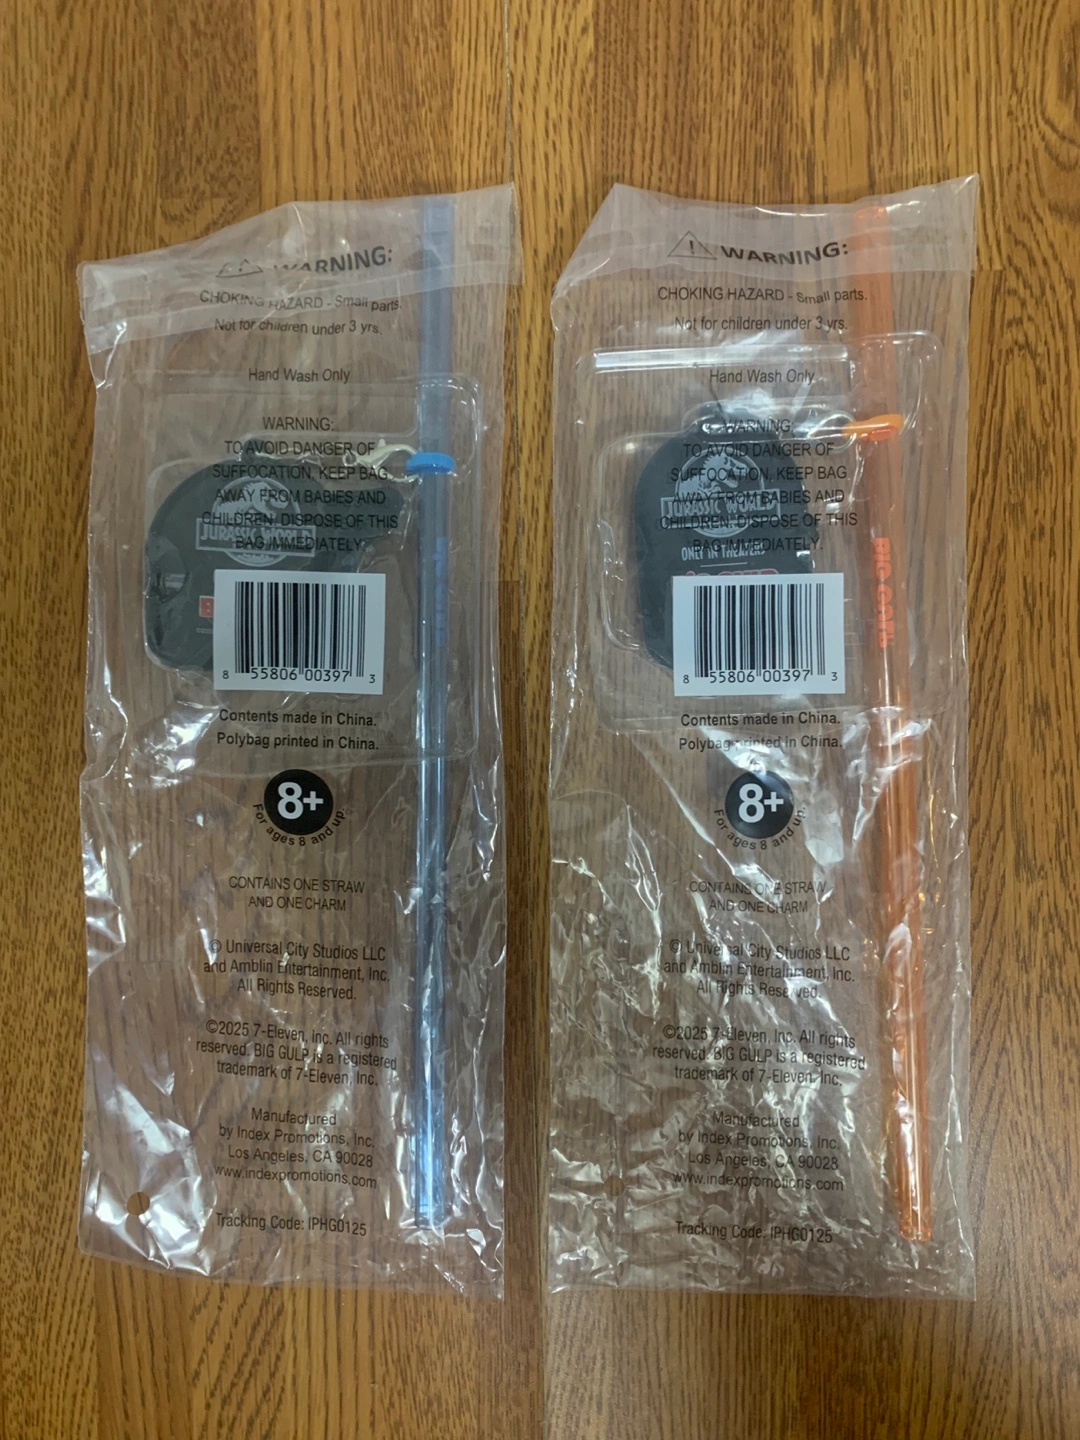 WARNING:
CHOKING HAZARD - Small parts.
Not for children under 3 yrs.
Hand Wash Only
WARNING:
TO AVOID DANGER OF
SUFFOCATION, KEEP BAG
AWAY FROM BABIES AND
CHILDREN. DISPOSE OF THIS
BAG IMMEDIATELY.
JURASSIC WORLD
8 55806 00397 3
Contents made in China.
Polybag printed in China.
8+
For ages 8 and up.
CONTAINS ONE STRAW
AND ONE CHARM
© Universal City Studios LLC
and Amblin Entertainment, Inc.
All Rights Reserved.
©2025 7-Eleven, Inc. All rights
reserved. BIG GULP is a registered
trademark of 7-Eleven, Inc.
Manufactured
by Index Promotions, Inc.
Los Angeles, CA 90028
www.indexpromotions.com
Tracking Code: IPHG0125
WARNING:
CHOKING HAZARD - Small parts.
Not for children under 3 yrs.
Hand Wash Only
WARNING:
TO AVOID DANGER OF
SUFFOCATION, KEEP BAG
AWAY FROM BABIES AND
CHILDREN. DISPOSE OF THIS
BAG IMMEDIATELY.
JURASSIC WORLD
ONLY IN THEATERS
BIG GULP
8 55806 00397 3
Contents made in China.
Polybag printed in China.
8+
For ages 8 and up.
CONTAINS ONE STRAW
AND ONE CHARM
© Universal City Studios LLC
and Amblin Entertainment, Inc.
All Rights Reserved.
©2025 7-Eleven, Inc. All rights
reserved. BIG GULP is a registered
trademark of 7-Eleven, Inc.
Manufactured
by Index Promotions, Inc.
Los Angeles, CA 90028
www.indexpromotions.com
Tracking Code: IPHG0125